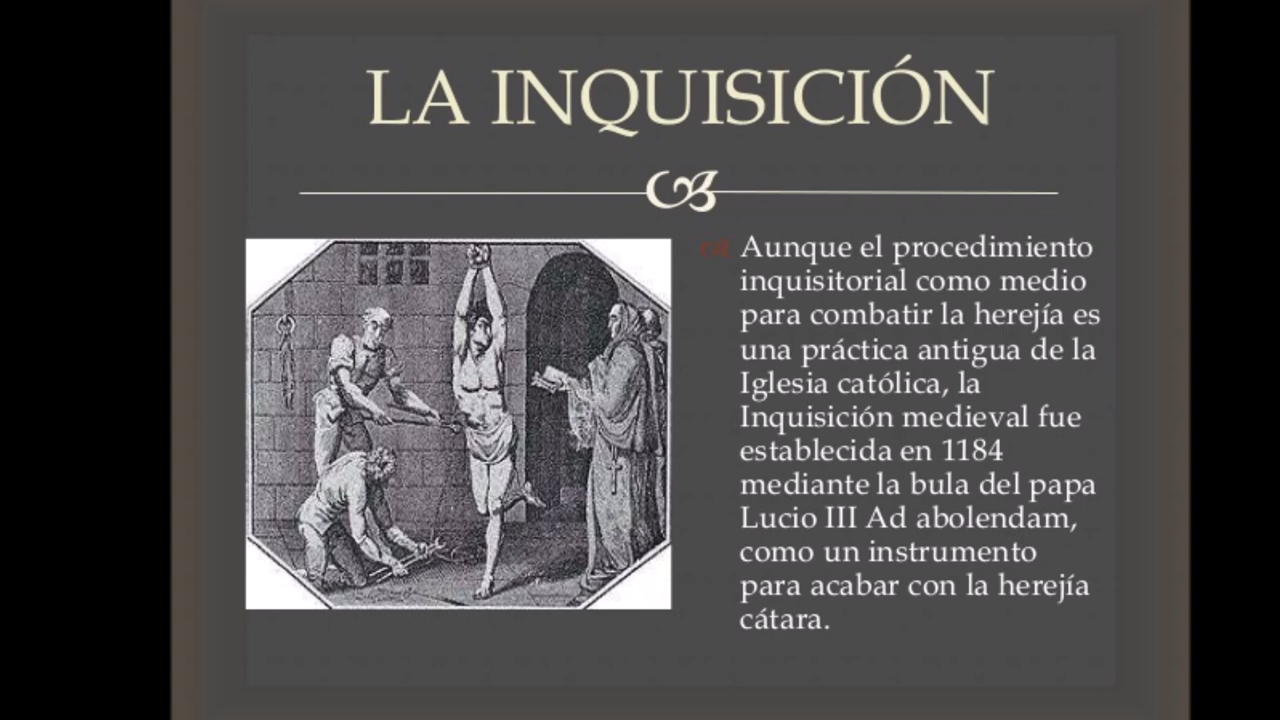 LA INQUISICIÓN
Aunque el procedimiento
inquisitorial como medio
para combatir la herejía es
una práctica antigua de la
Iglesia católica, la
Inquisición medieval fue
establecida en 1184
mediante la bula del papa
Lucio III Ad abolendam,
como un instrumento
para acabar con la herejía
cátara.